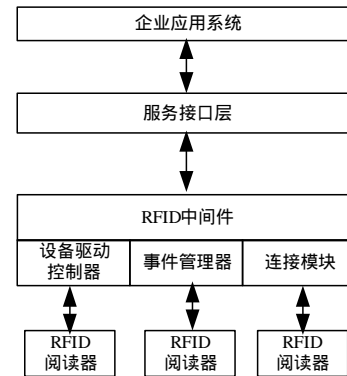 企业应用系统
服务接口层
RFID中间件
设备驱动
控制器
事件管理器
连接模块
RFID
阅读器
RFID
阅读器
RFID
阅读器